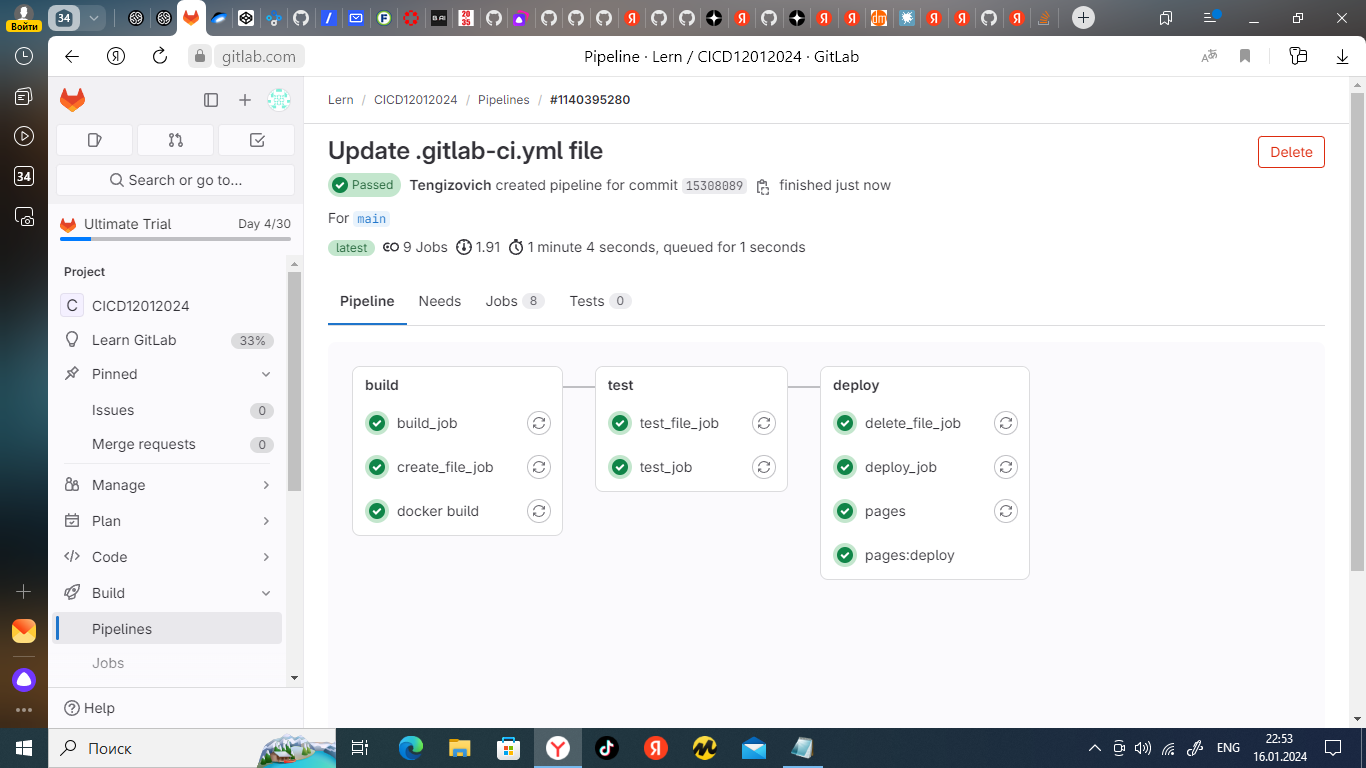 Войти
34
20
35
Я
B AI
dm
gitlab.com
Pipeline · Lern / CICD12012024 · GitLab
34
Lern / CICD12012024 / Pipelines / #1140395280
Update .gitlab-ci.yml file
Delete
Passed Tengizovich created pipeline for commit 15308089 finished just now
For main
latest 9 Jobs 1.91 1 minute 4 seconds, queued for 1 seconds
Search or go to...
Ultimate Trial Day 4/30
Project
C CICD12012024
Learn GitLab 33%
Pinned
Issues 0
Merge requests 0
Manage
Plan
Code
Build
Pipelines
Jobs
Help
Pipeline Needs Jobs 8 Tests 0
build
build_job
create_file_job
docker build
test
test_file_job
test_job
deploy
delete_file_job
deploy_job
pages
pages:deploy
Поиск
ENG
22:53
16.01.2024